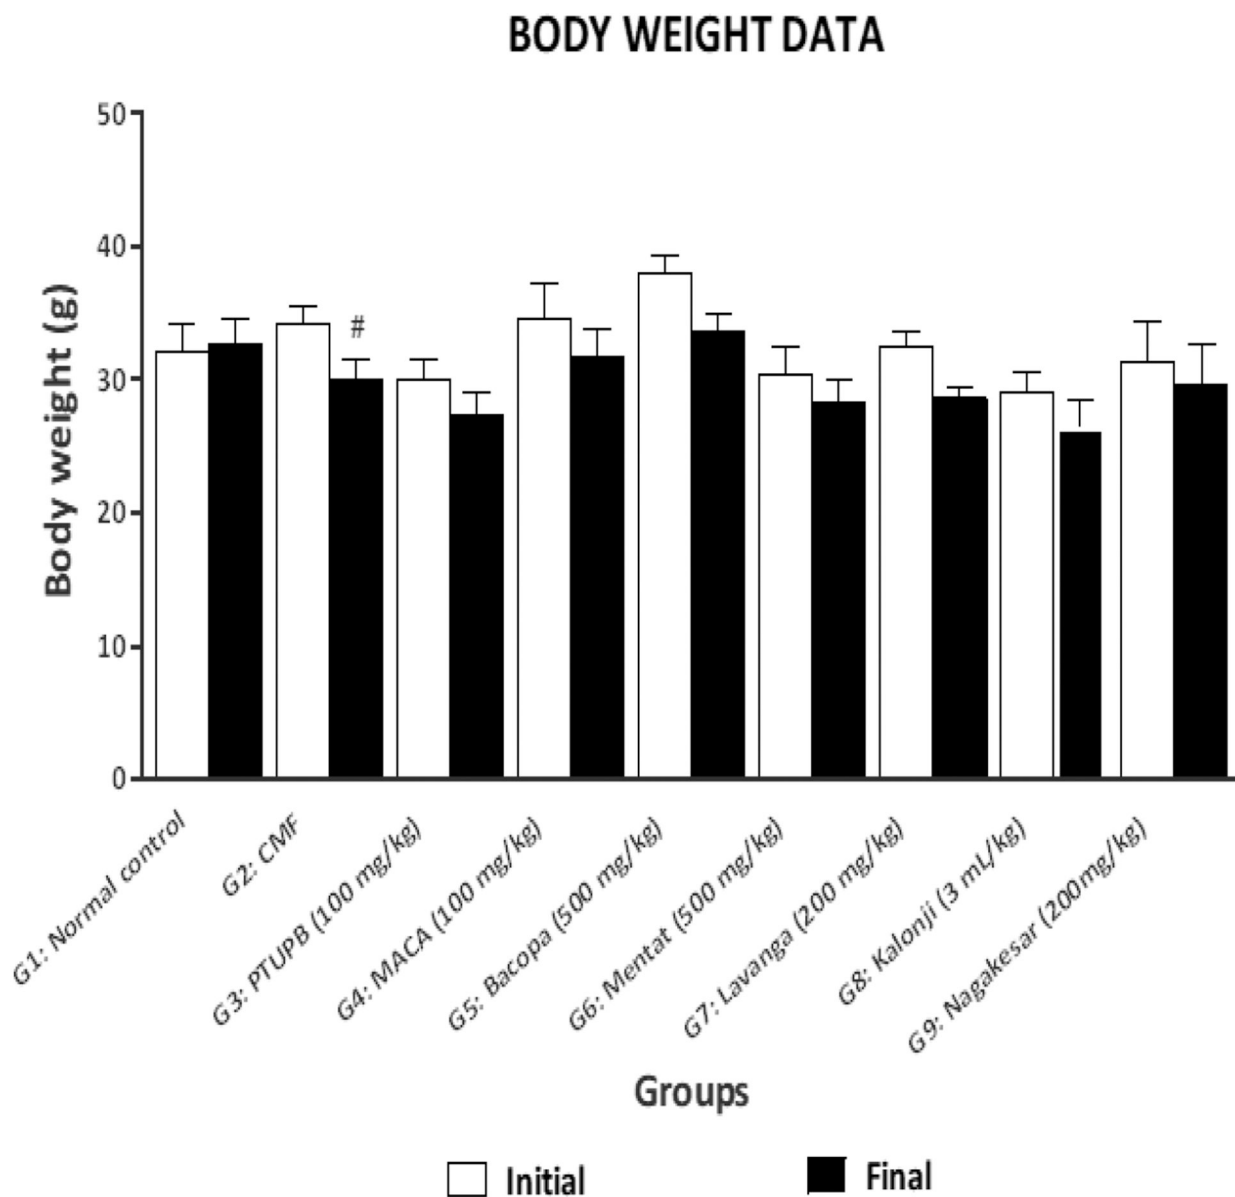 BODY WEIGHT DATA
50
40
30
20
10
0
Body weight (g)
#
G1: Normal control
G2: CMF
G3: PTUPB (100 mg/kg)
G4: MACA (100 mg/kg)
G5: Bacopa (500 mg/kg)
G6: Mentat (500 mg/kg)
G7: Lavanga (200 mg/kg)
G8: Kalonji (3 mL/kg)
G9: Nagakesar (200mg/kg)
Groups
Initial
Final